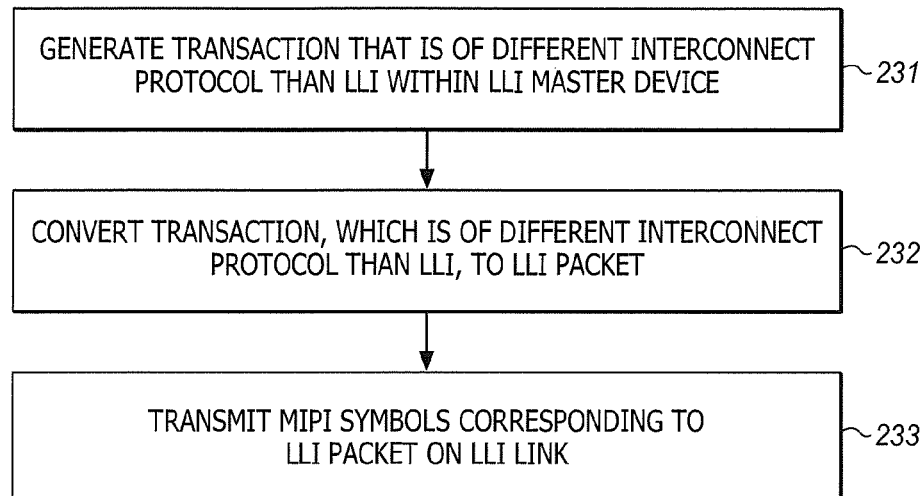 GENERATE TRANSACTION THAT IS OF DIFFERENT INTERCONNECT
PROTOCOL THAN LLI WITHIN LLI MASTER DEVICE
231
CONVERT TRANSACTION, WHICH IS OF DIFFERENT INTERCONNECT
PROTOCOL THAN LLI, TO LLI PACKET
232
TRANSMIT MIPI SYMBOLS CORRESPONDING TO
LLI PACKET ON LLI LINK
233